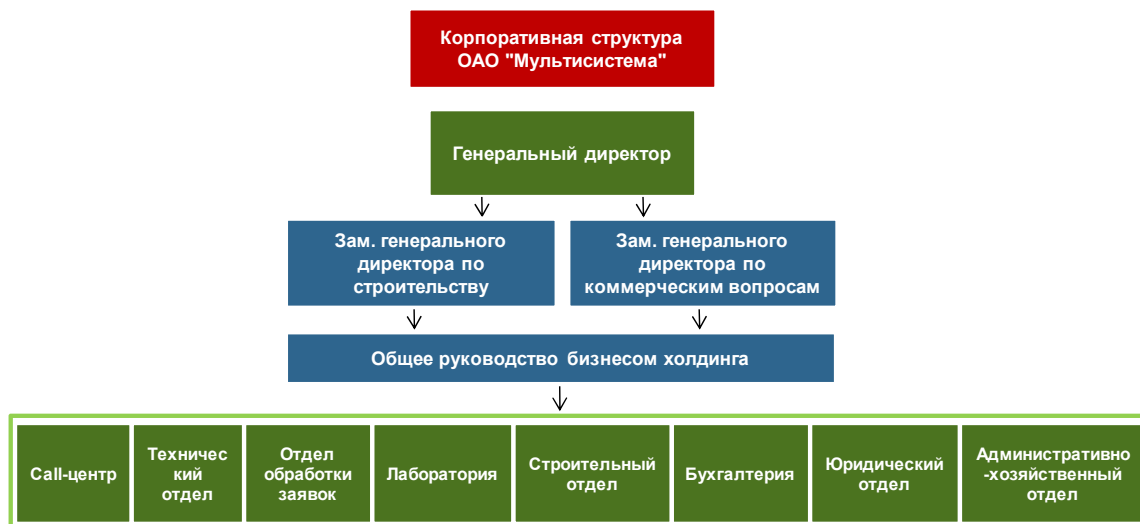 Корпоративная структура
ОАО "Мультисистема"
Генеральный директор
Зам. генерального
директора по
строительству
Зам. генерального
директора по
коммерческим вопросам
Общее руководство бизнесом холдинга
Call-центр
Техничес
кий
отдел
Отдел
обработки
заявок
Лаборатория
Строительный
отдел
Бухгалтерия
Юридический
отдел
Административно
-хозяйственный
отдел